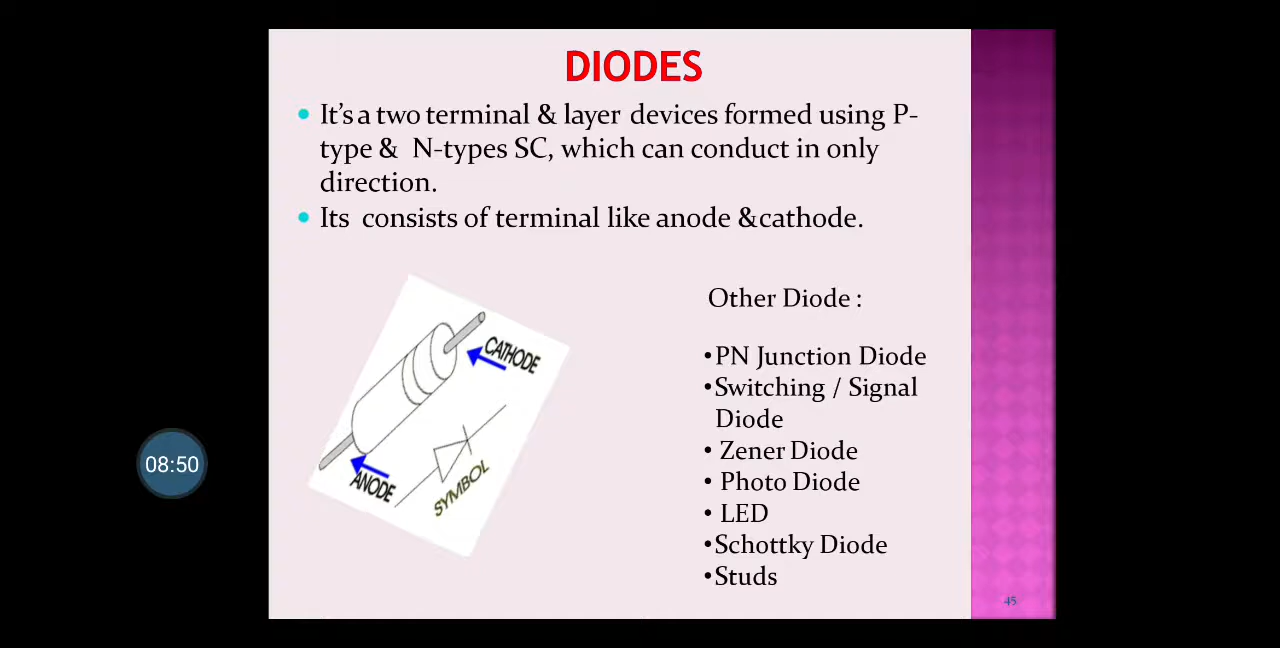 DIODES
• It's a two terminal & layer devices formed using P-
type & N-types SC, which can conduct in only
direction.
• Its consists of terminal like anode &cathode.
Other Diode :
•PN Junction Diode
•Switching / Signal
Diode
• Zener Diode
• Photo Diode
• LED
•Schottky Diode
•Studs
CATHODE
ANODE
SYMBOL
08:50
45